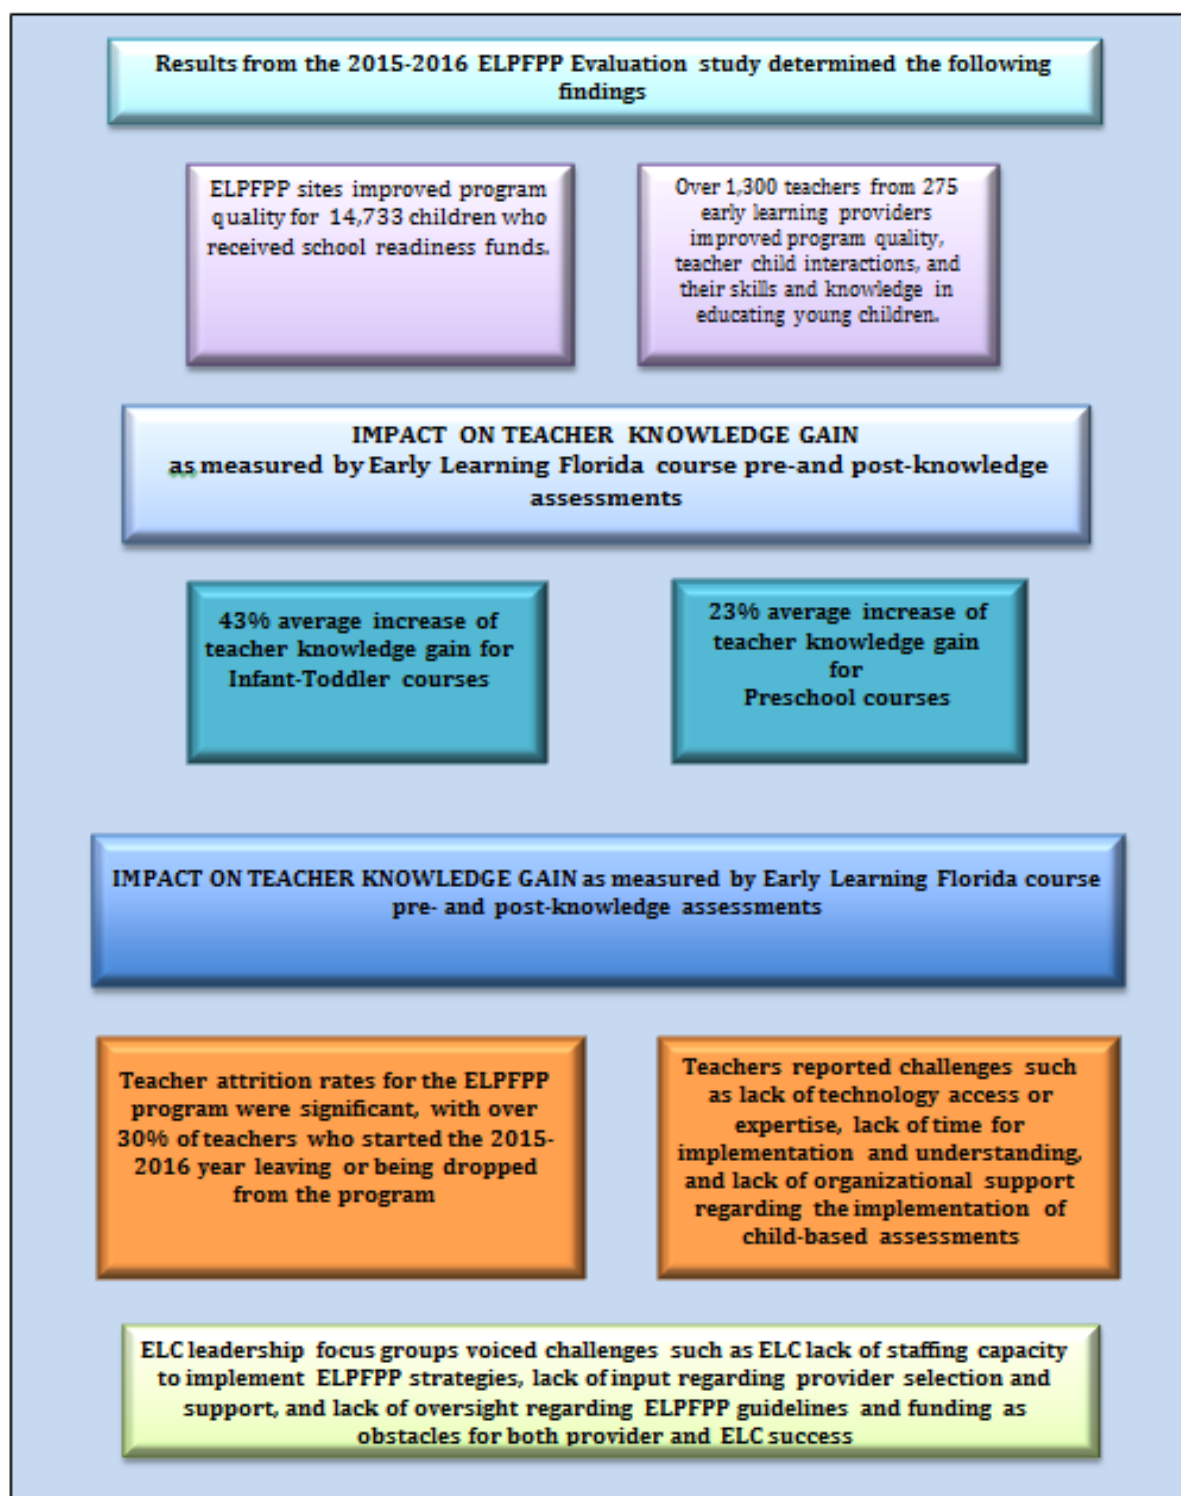 Results from the 2015-2016 ELPFPP Evaluation study determined the following
findings
ELPFPP sites improved program
quality for 14,733 children who
received school readiness funds.
Over 1,300 teachers from 275
early learning providers
improved program quality,
teacher child interactions, and
their skills and knowledge in
educating young children.
IMPACT ON TEACHER KNOWLEDGE GAIN
as measured by Early Learning Florida course pre-and post-knowledge
assessments
43% average increase of
teacher knowledge gain for
Infant-Toddler courses
23% average increase of
teacher knowledge gain
for
Preschool courses
IMPACT ON TEACHER KNOWLEDGE GAIN as measured by Early Learning Florida course
pre- and post-knowledge assessments
Teacher attrition rates for the ELPFPP
program were significant, with over
30% of teachers who started the 2015-
2016 year leaving or being dropped
from the program
Teachers reported challenges such
as lack of technology access or
expertise, lack of time for
implementation and understanding,
and lack of organizational support
regarding the implementation of
child-based assessments
ELC leadership focus groups voiced challenges such as ELC lack of staffing capacity
to implement ELPFPP strategies, lack of input regarding provider selection and
support, and lack of oversight regarding ELPFPP guidelines and funding as
obstacles for both provider and ELC success